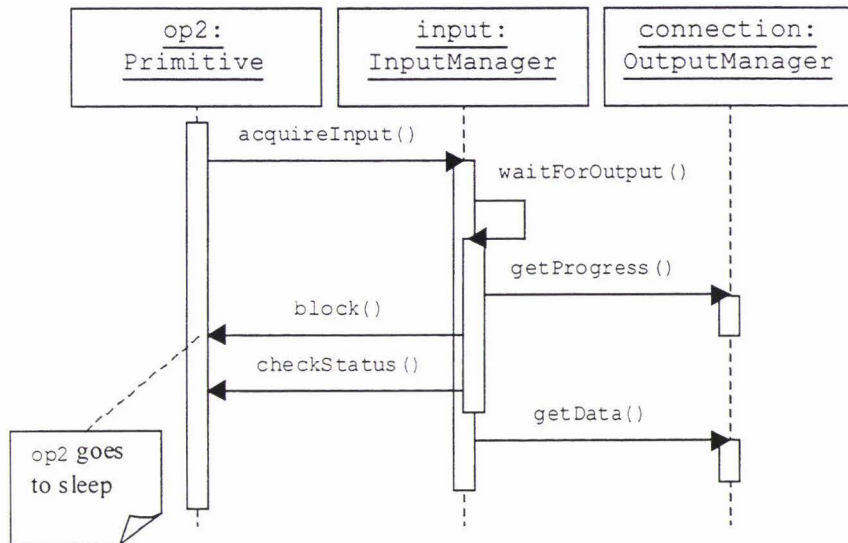 op2:
Primitive
input:
InputManager
connection:
OutputManager
acquireInput()
waitForOutput()
getProgress()
block()
checkStatus()
getData()
op2 goes
to sleep